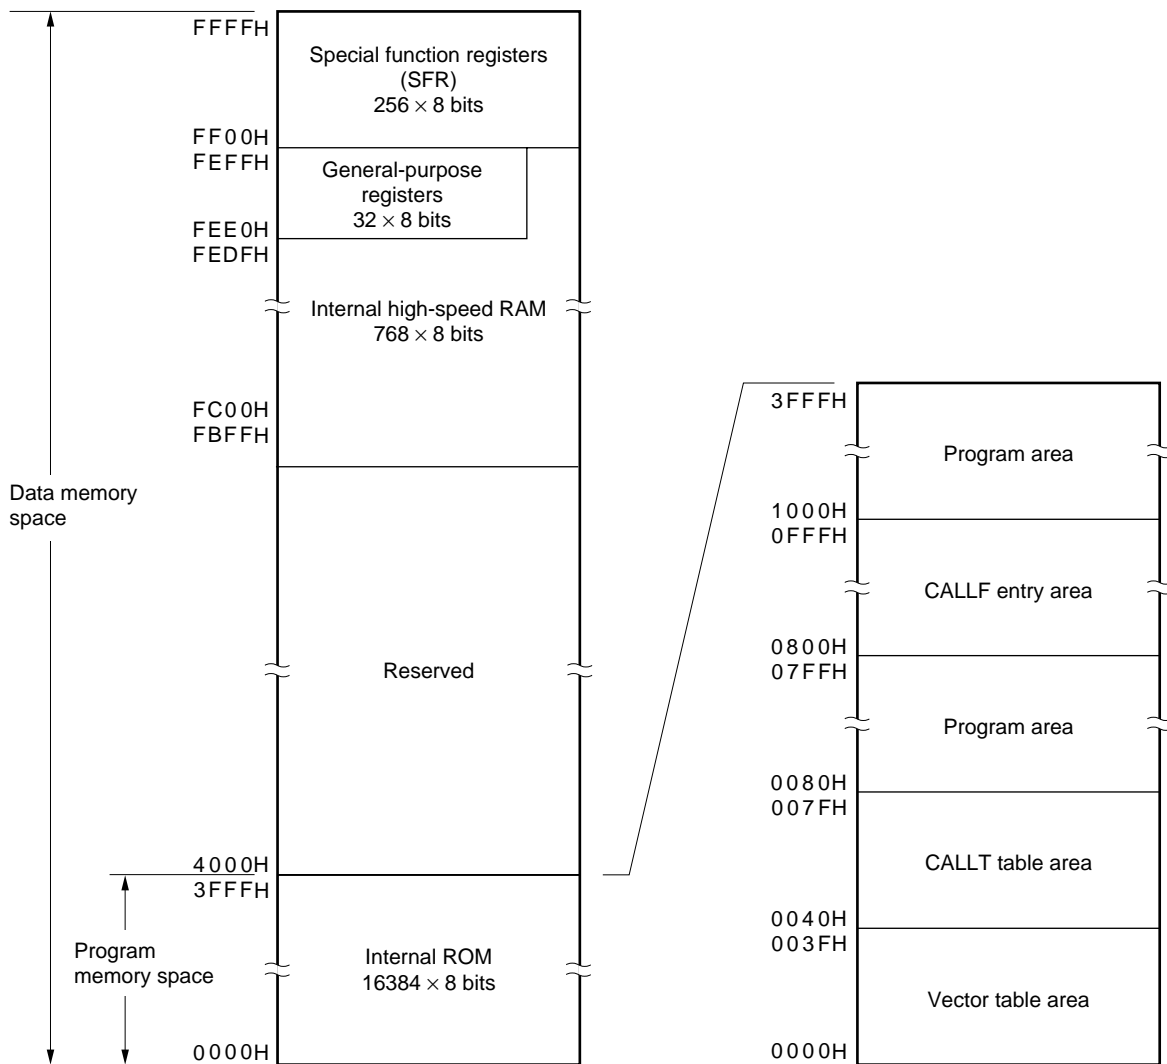 FFFFH
Special function registers
(SFR)
256 × 8 bits
FF00H
FEFFH
General-purpose
registers
32 × 8 bits
FEE0H
FEDFH
Internal high-speed RAM
768 × 8 bits
FC00H
FBFFH
Data memory
space
Reserved
4000H
3FFFH
Program
memory space
Internal ROM
16384 × 8 bits
0000H
3FFFH
Program area
1000H
0FFFH
CALLF entry area
0800H
07FFH
Program area
0080H
007FH
CALLT table area
0040H
003FH
Vector table area
0000H